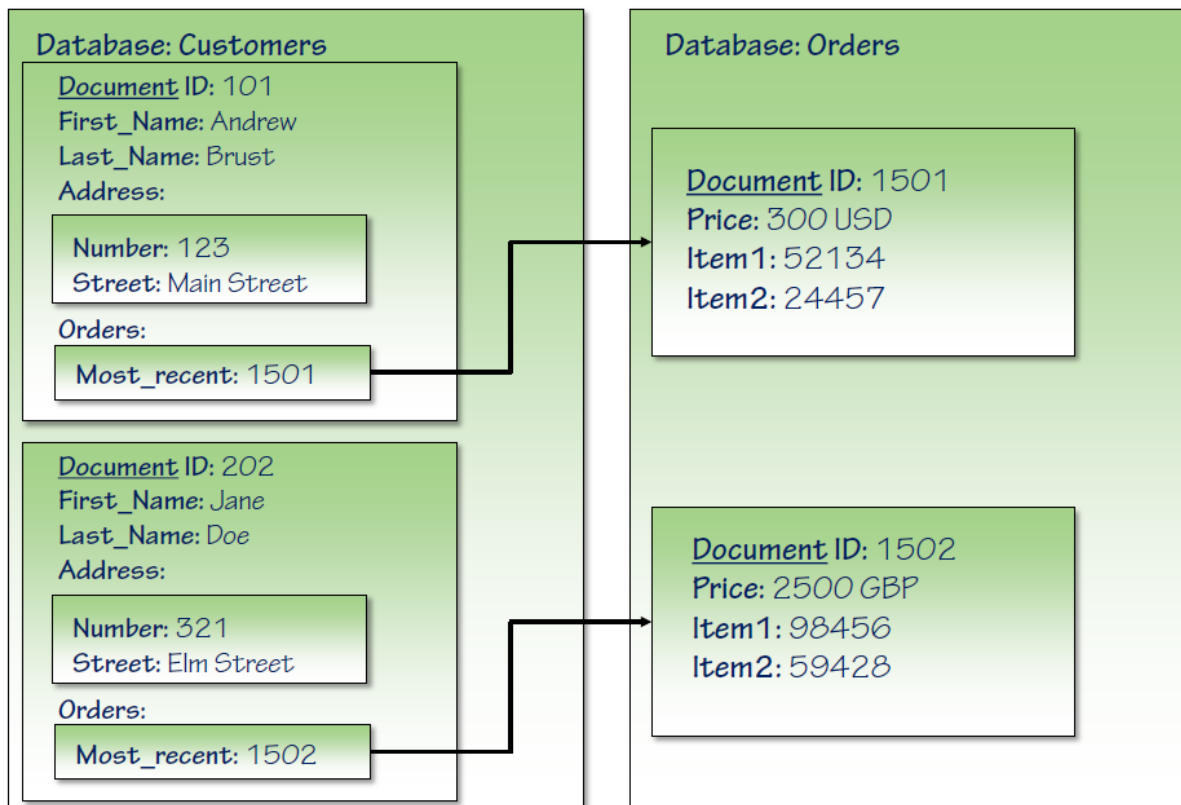 Database: Customers
Document ID: 101
First_Name: Andrew
Last_Name: Brust
Address:
Number: 123
Street: Main Street
Orders:
Most_recent: 1501
Document ID: 202
First_Name: Jane
Last_Name: Doe
Address:
Number: 321
Street: Elm Street
Orders:
Most_recent: 1502
Database: Orders
Document ID: 1501
Price: 300 USD
Item1: 52134
Item2: 24457
Document ID: 1502
Price: 2500 GBP
Item1: 98456
Item2: 59428